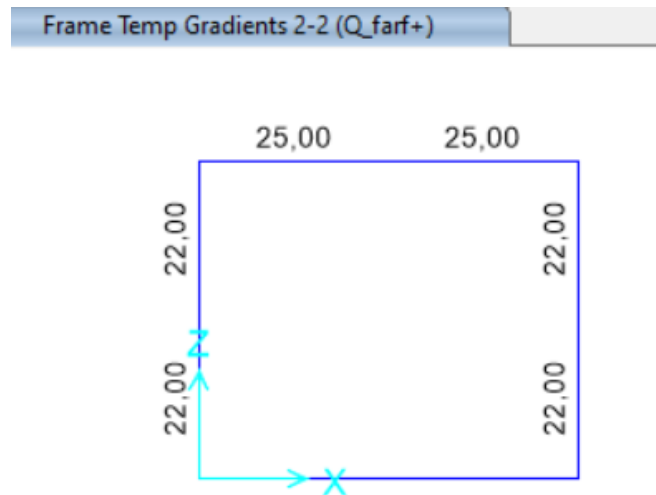 Frame Temp Gradients 2-2 (Q_farf+)
25,00 25,00
22,00 22,00
Z
22,00 22,00
X